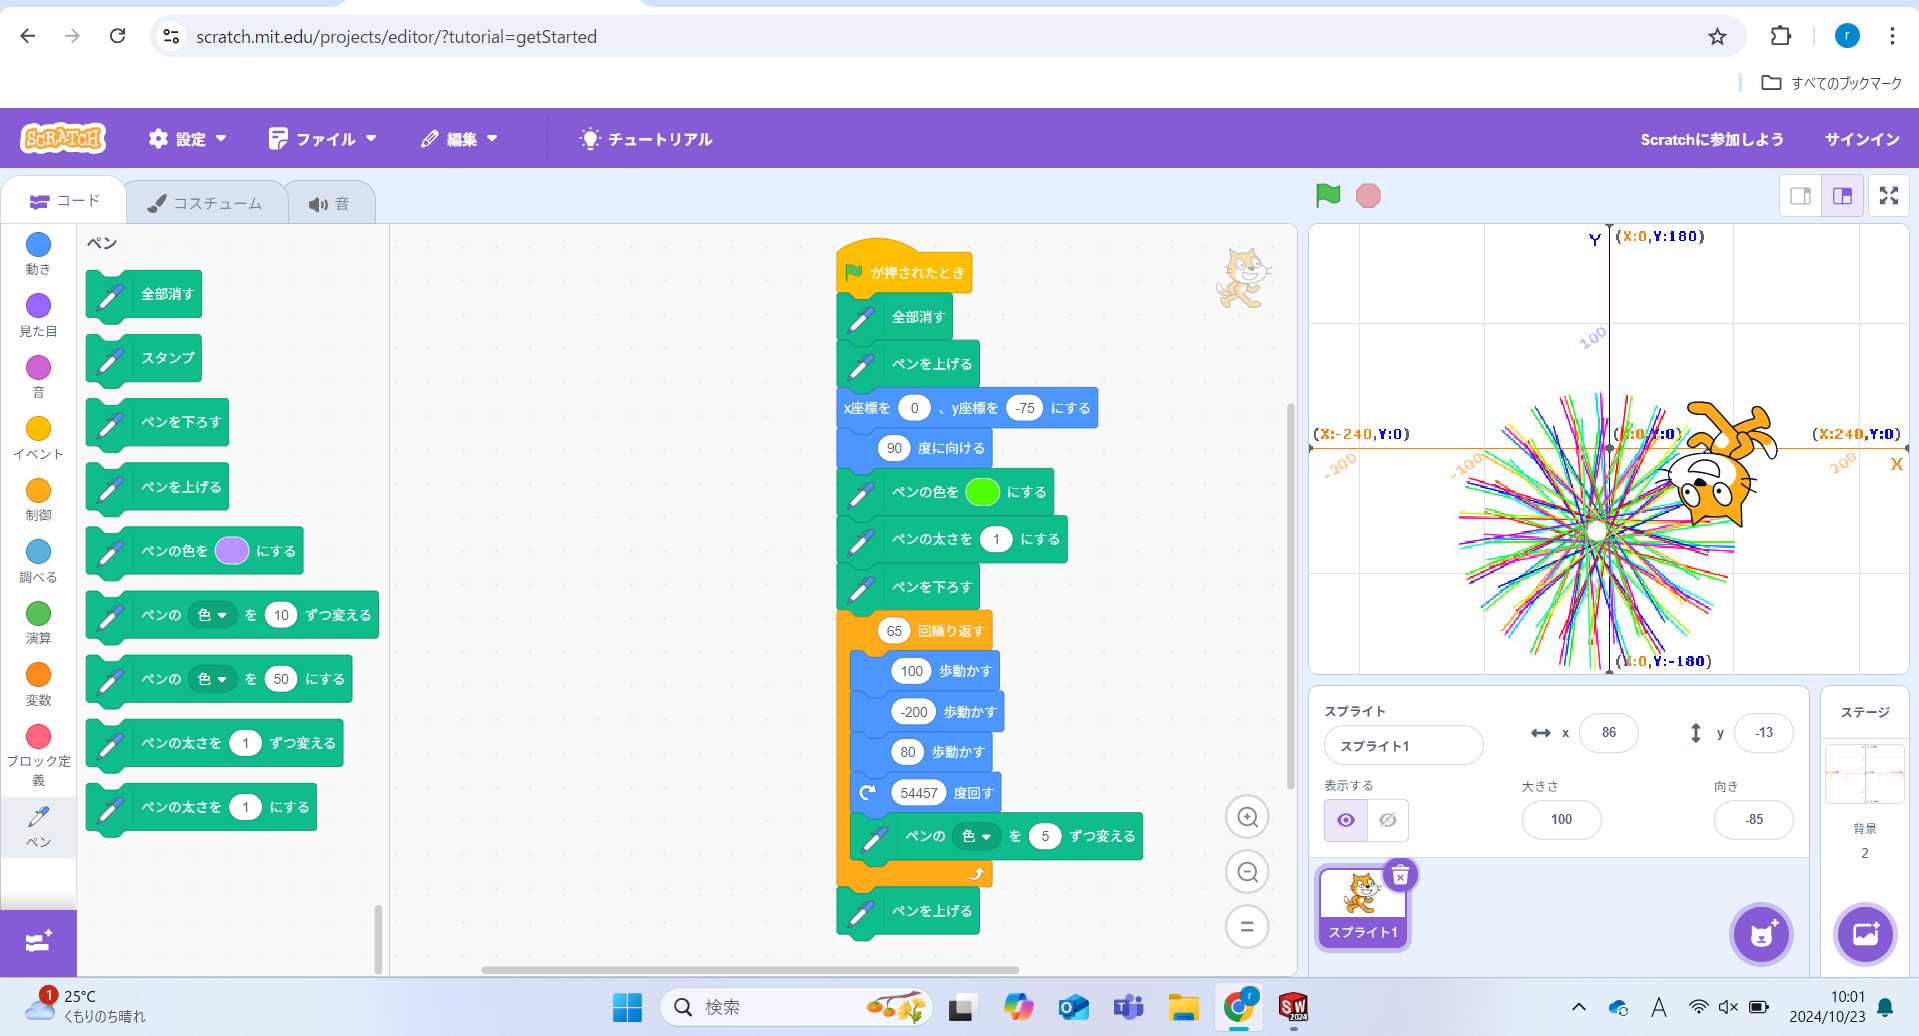 scratch.mit.edu/projects/editor/?tutorial=getStarted
r
すべてのブックマーク
SCRATCH
設定
ファイル
編集
チュートリアル
Scratchに参加しよう
サインイン
コード
コスチューム
音
動き
見た目
音
イベント
制御
調べる
演算
変数
ブロック定
義
ペン
ペン
全部消す
スタンプ
ペンを下ろす
ペンを上げる
ペンの色を にする
ペンの 色 を 10 ずつ変える
ペンの 色 を 50 にする
ペンの太さを 1 ずつ変える
ペンの太さを 1 にする
が押されたとき
全部消す
ペンを上げる
x座標を 0 、y座標を -75 にする
90 度に向ける
ペンの色を にする
ペンの太さを 1 にする
ペンを下ろす
65 回繰り返す
100 歩動かす
-200 歩動かす
80 歩動かす
54457 度回す
ペンの 色 を 5 ずつ変える
ペンを上げる
Y (X:0,Y:180)
100
(X:-240,Y:0)
(X:0,Y:0)
(X:240,Y:0)
-200
-100
200
X
(X:0,Y:-180)
スプライト
スプライト1
x 86
y -13
表示する
大きさ
100
向き
-85
スプライト1
ステージ
背景
2
1
25°C
くもりのち晴れ
検索
r
SW
2024
A
10:01
2024/10/23